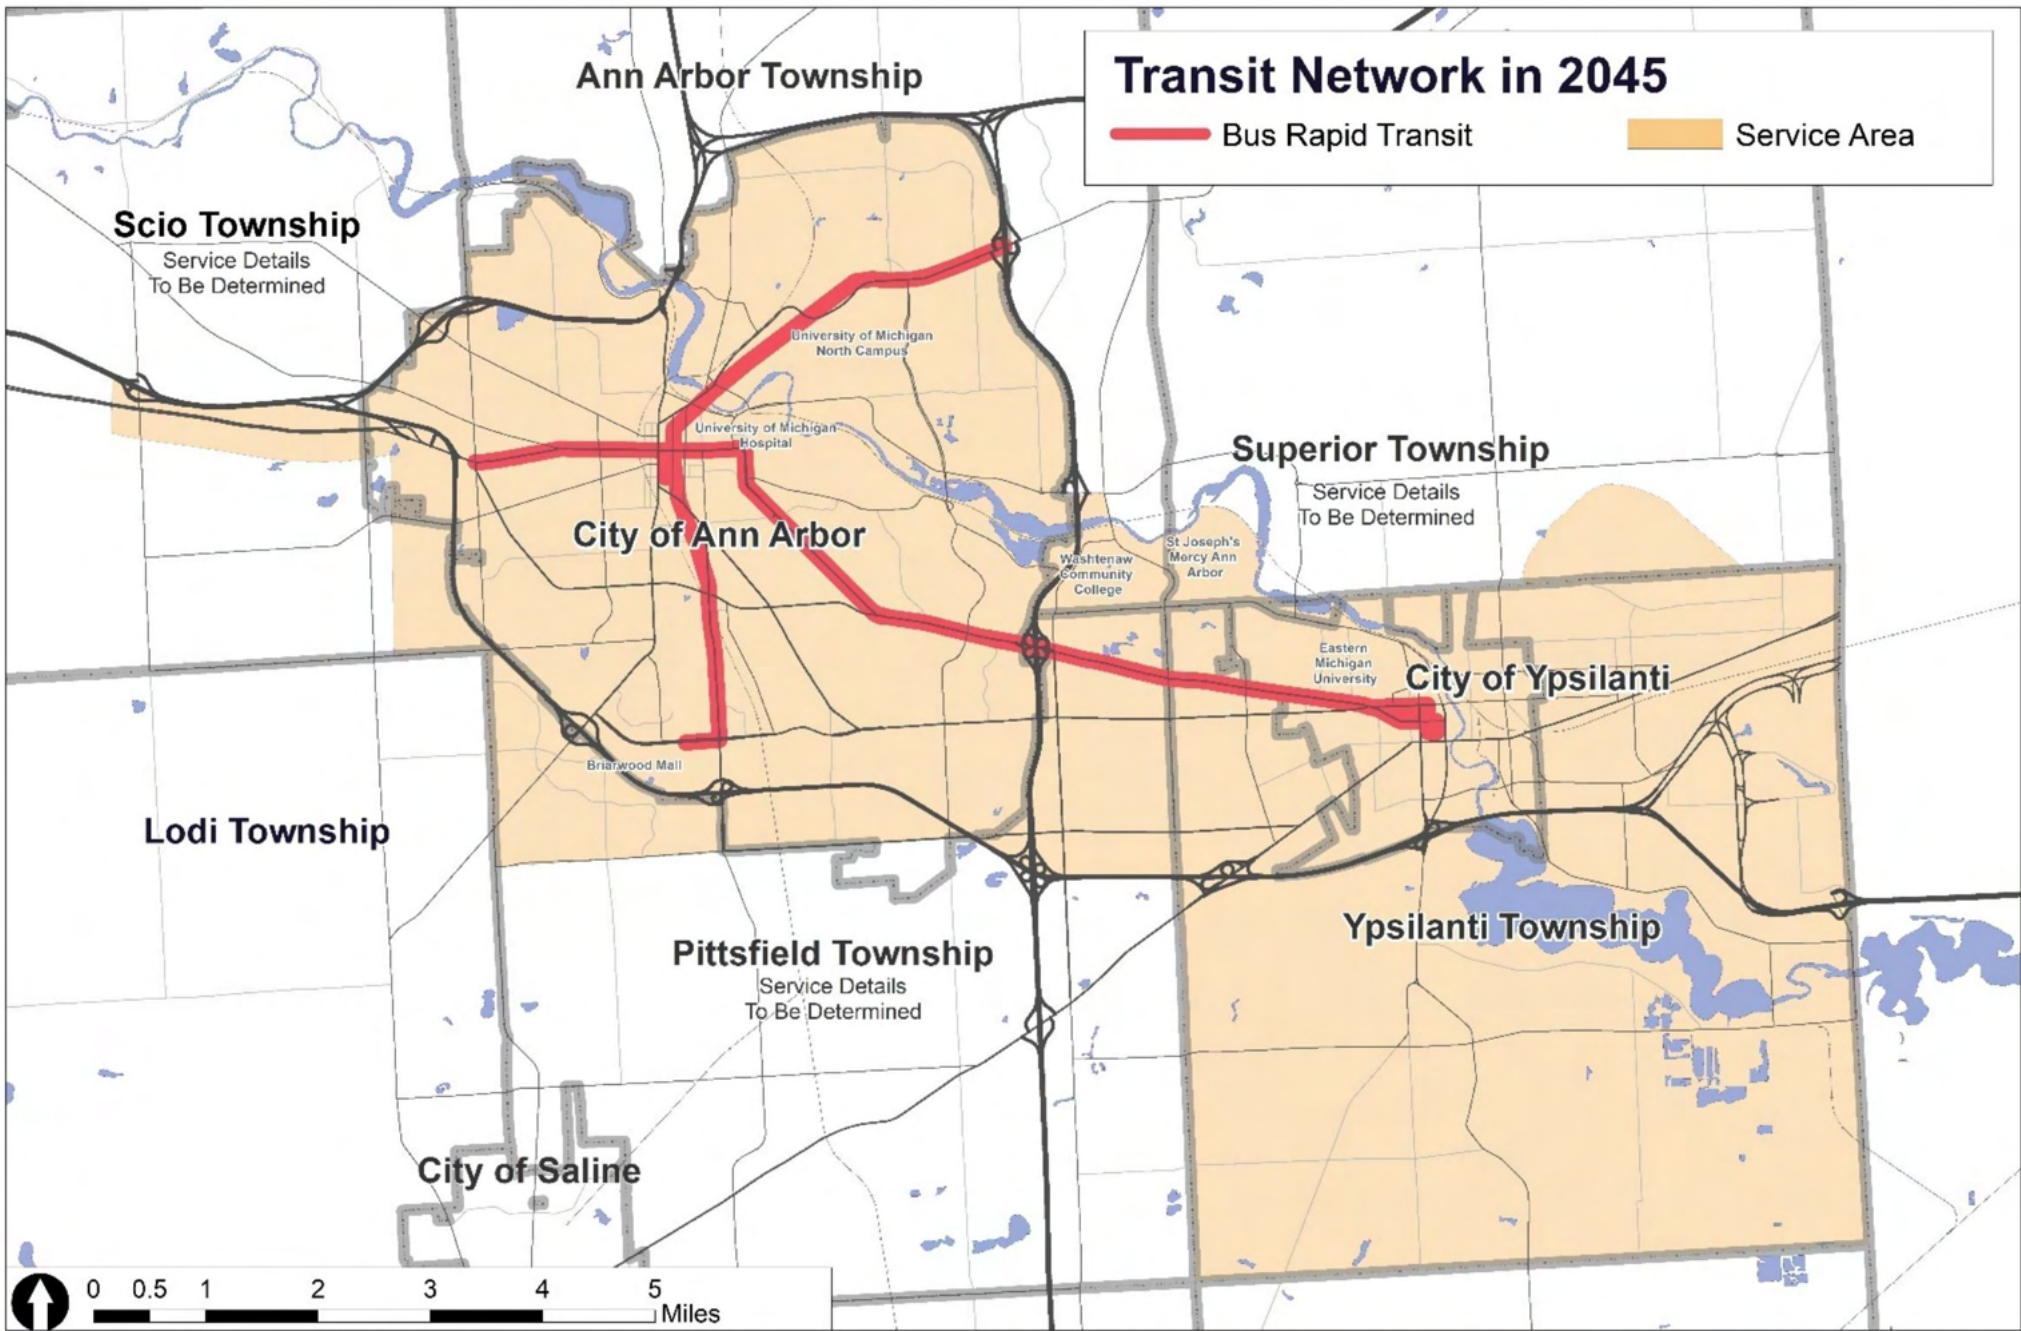 Ann Arbor Township
Transit Network in 2045
Bus Rapid Transit
Service Area
Scio Township
Service Details
To Be Determined
University of Michigan
North Campus
University of Michigan
Hospital
Superior Township
Service Details
To Be Determined
City of Ann Arbor
Washtenaw
Community
College
St Joseph's
Mercy Ann
Arbor
Eastern
Michigan
University
City of Ypsilanti
Briarwood Mall
Lodi Township
Ypsilanti Township
Pittsfield Township
Service Details
To Be Determined
City of Saline
0 0.5 1 2 3 4 5
Miles